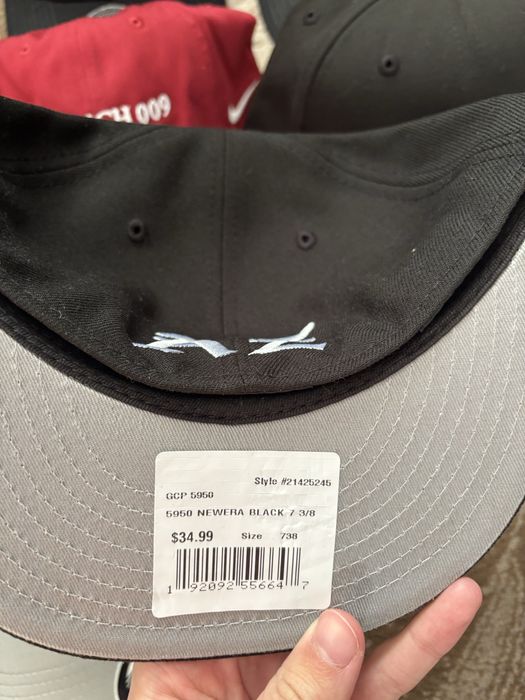 CH 009
Style #21425245
GCP 5950
5950 NEWERA BLACK 7 3/8
$34.99 Size 738
1 92092 55664 7